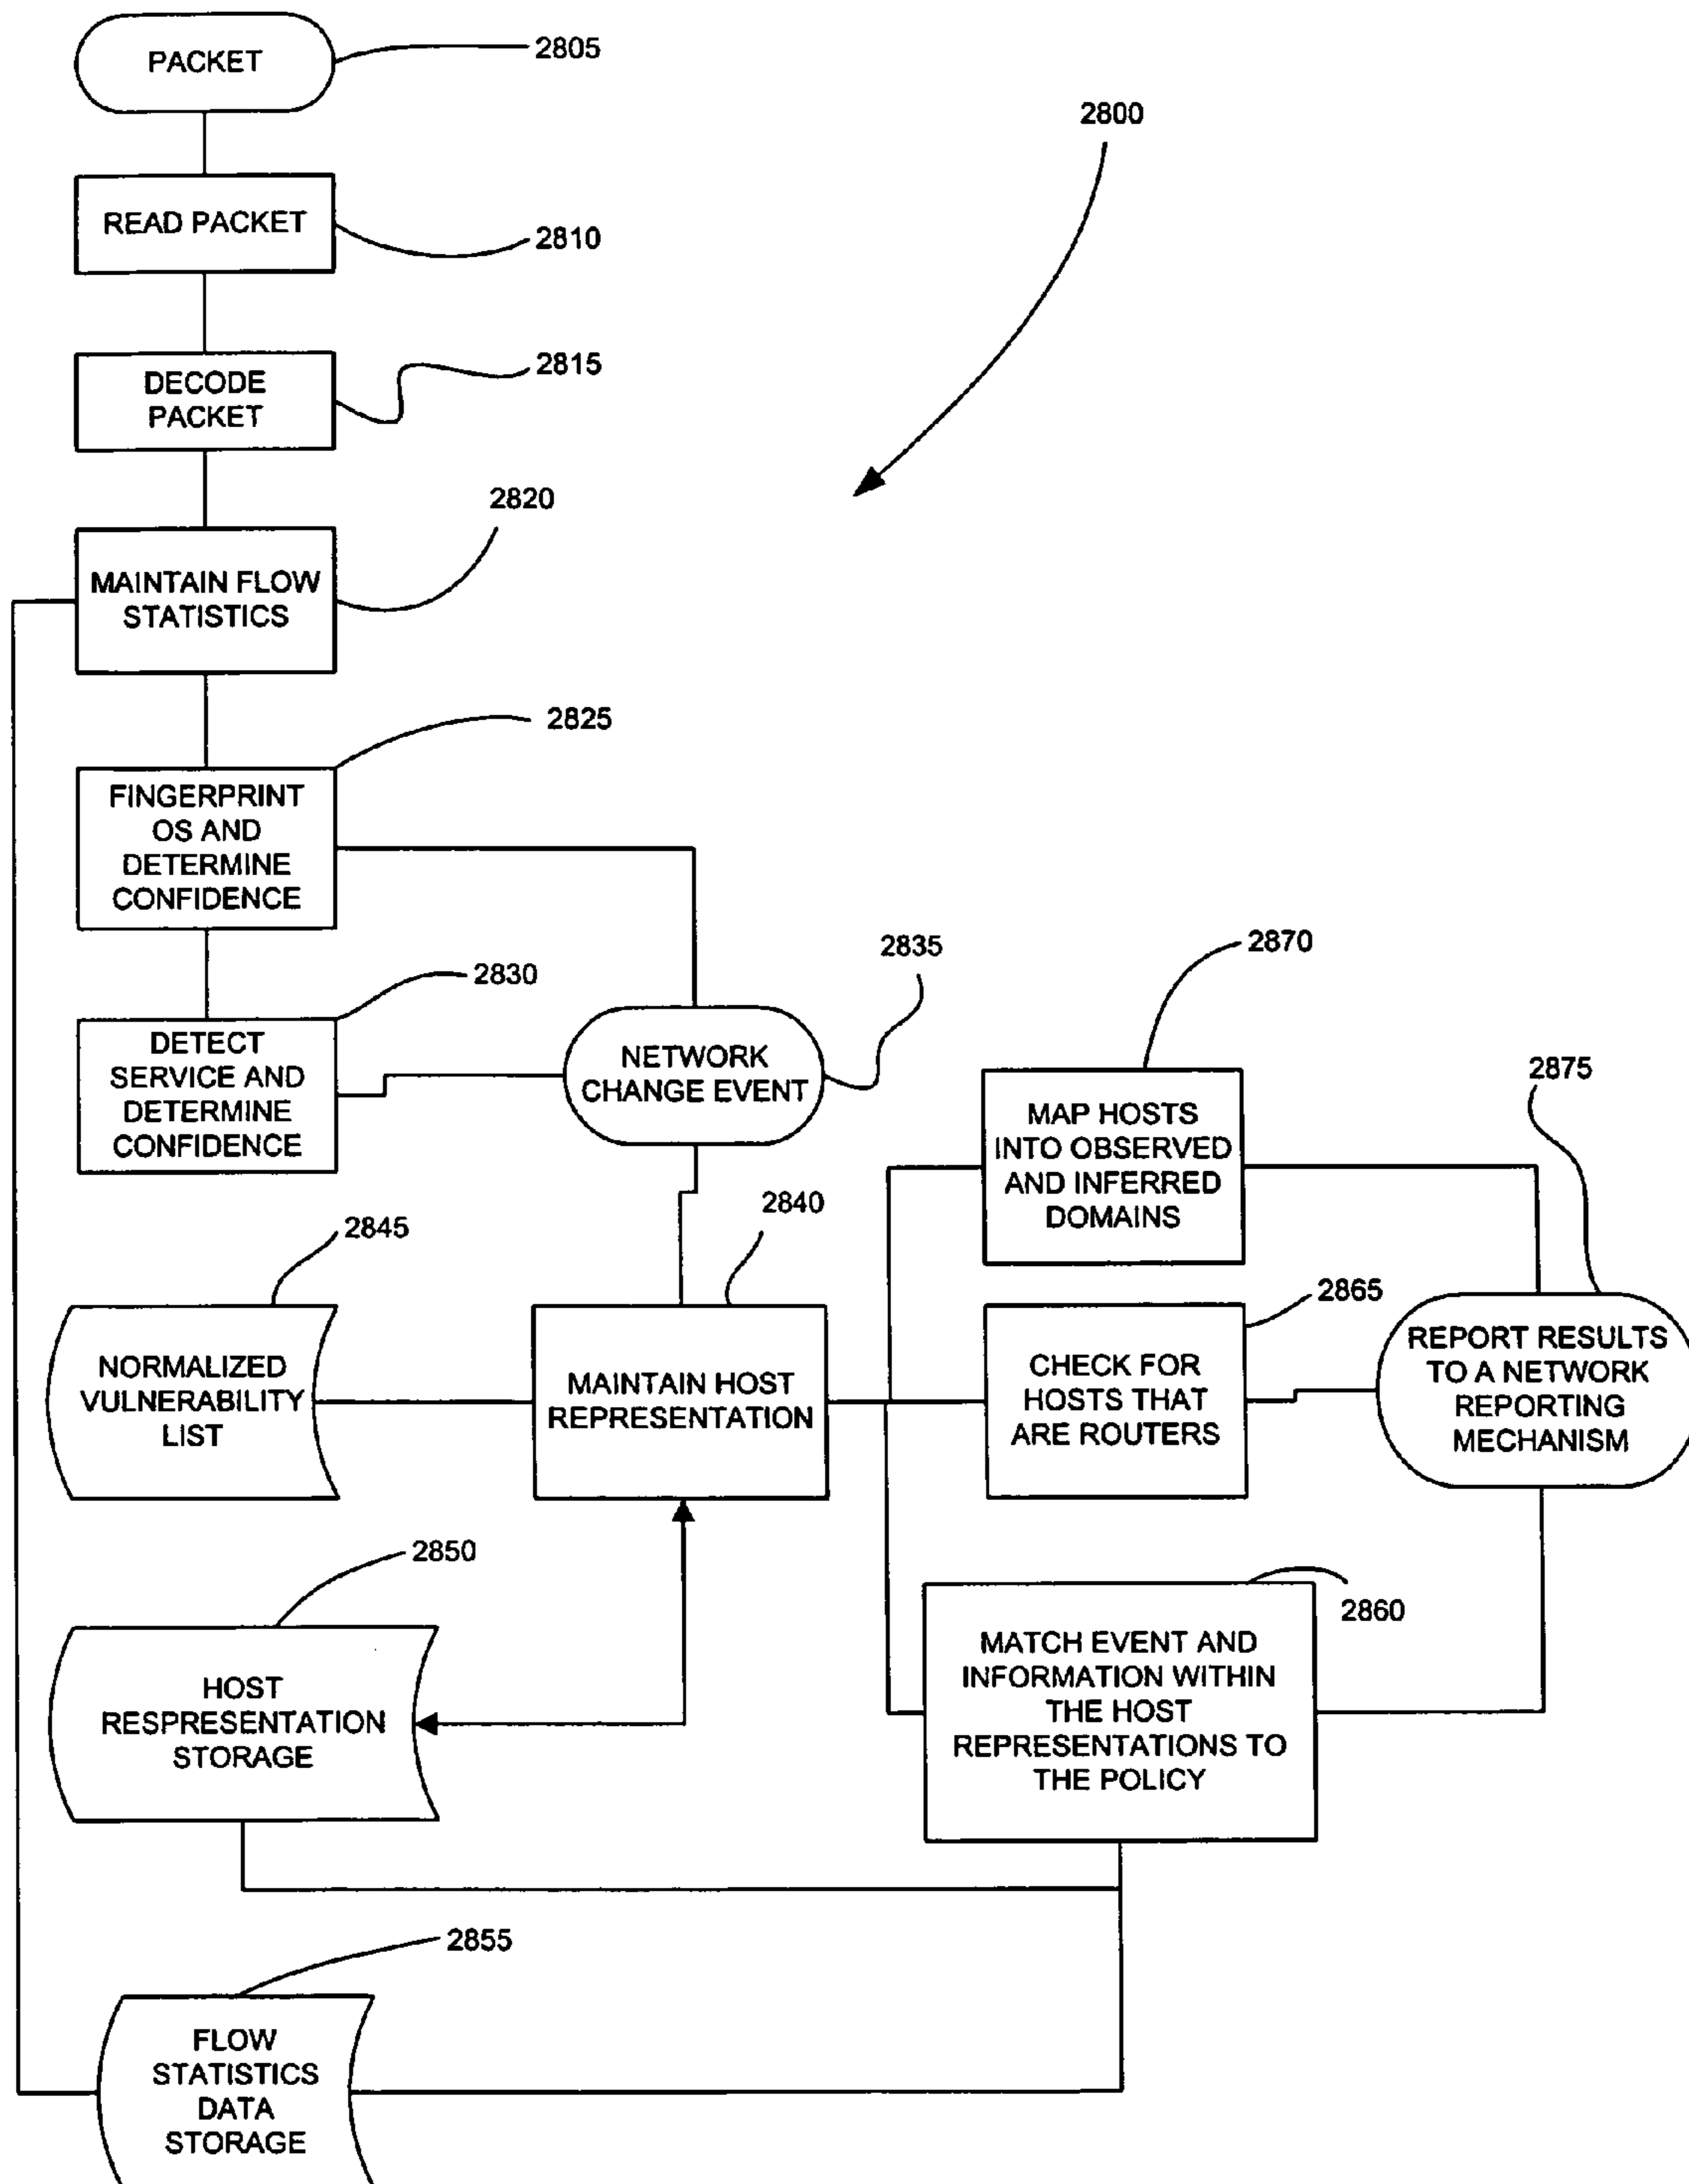 PACKET
2805
2800
READ PACKET
2810
DECODE
PACKET
2815
2820
MAINTAIN FLOW
STATISTICS
2825
FINGERPRINT
OS AND
DETERMINE
CONFIDENCE
2830
DETECT
SERVICE AND
DETERMINE
CONFIDENCE
2835
NETWORK
CHANGE EVENT
2870
MAP HOSTS
INTO OBSERVED
AND INFERRED
DOMAINS
2875
REPORT RESULTS
TO A NETWORK
REPORTING
MECHANISM
2845
NORMALIZED
VULNERABILITY
LIST
2840
MAINTAIN HOST
REPRESENTATION
2865
CHECK FOR
HOSTS THAT
ARE ROUTERS
2850
HOST
RESPRESENTATION
STORAGE
2860
MATCH EVENT AND
INFORMATION WITHIN
THE HOST
REPRESENTATIONS TO
THE POLICY
2855
FLOW
STATISTICS
DATA
STORAGE